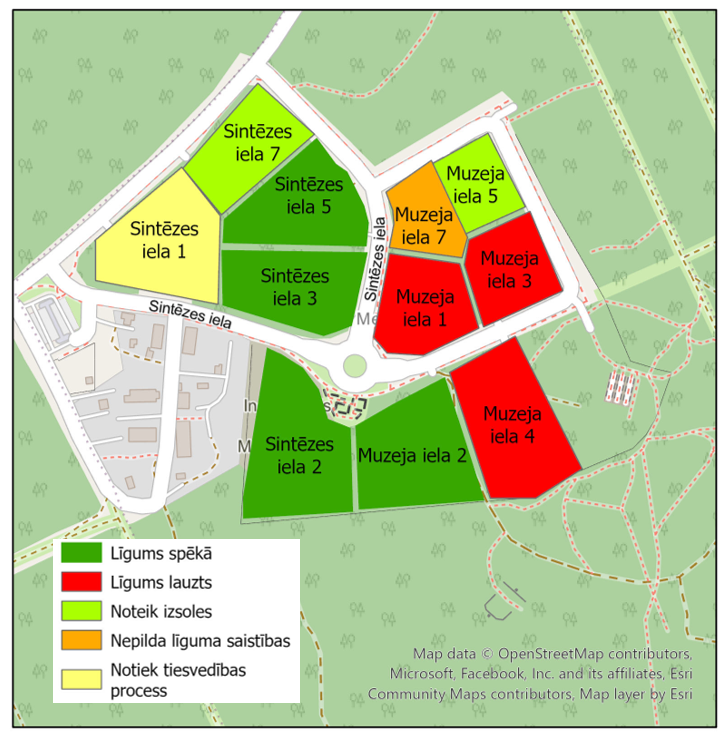 Sintēzes
iela 7
Sintēzes
iela 5
Sintēzes
iela 1
Sintēzes
iela 3
Muzeja
iela 5
Muzeja
iela 7
Muzeja
iela 3
Muzeja
iela 1
Sintēzes iela
Sintēzes iela
Muzeja
iela 4
Sintēzes
iela 2
Muzeja iela 2
Līgums spēkā
Līgums lauzts
Noteik izsoles
Nepilda līguma saistības
Notiek tiesvedības
process
Map data © OpenStreetMap contributors,
Microsoft, Facebook, Inc. and its affiliates, Esri
Community Maps contributors, Map layer by Esri